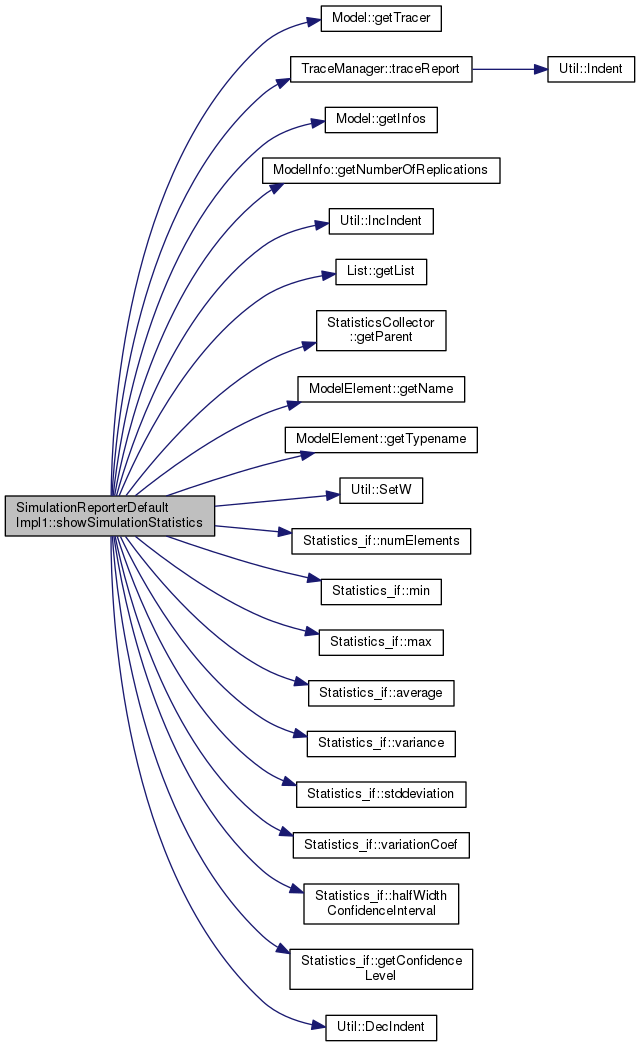 Model::getTracer
TraceManager::traceReport
Util::Indent
Model::getInfos
ModelInfo::getNumberOfReplications
Util::IncIndent
List::getList
StatisticsCollector
::getParent
ModelElement::getName
ModelElement::getTypename
SimulationReporterDefault
Impl1::showSimulationStatistics
Util::SetW
Statistics_if::numElements
Statistics_if::min
Statistics_if::max
Statistics_if::average
Statistics_if::variance
Statistics_if::stddeviation
Statistics_if::variationCoef
Statistics_if::halfWidth
ConfidenceInterval
Statistics_if::getConfidence
Level
Util::DecIndent